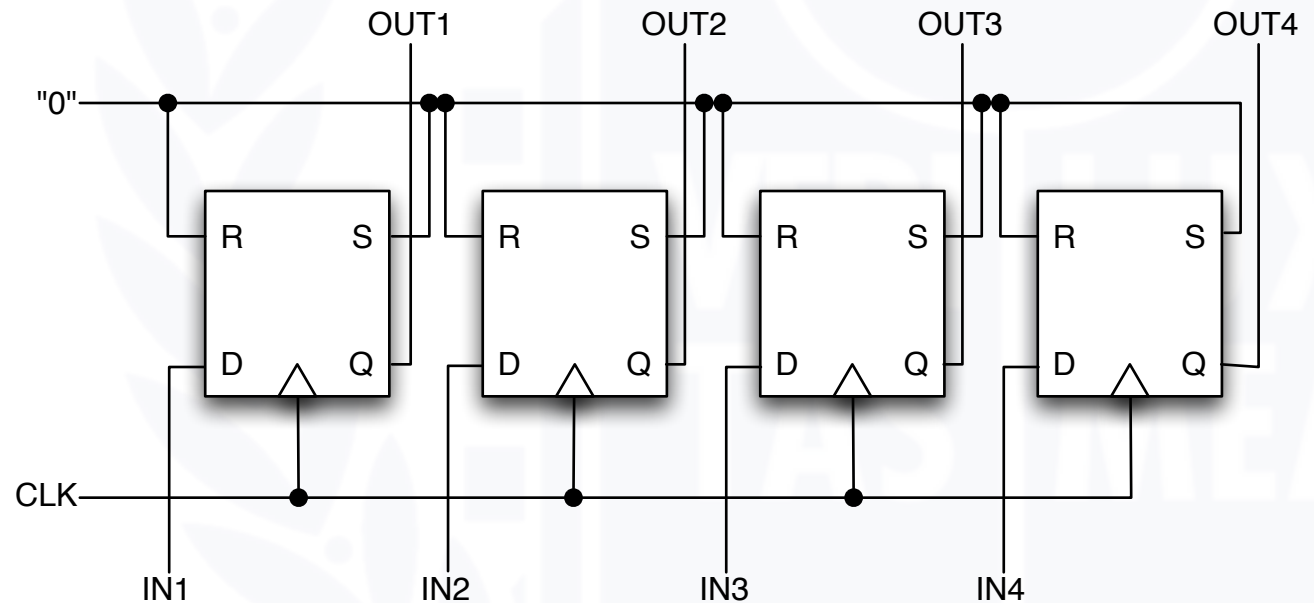 OUT1 OUT2 OUT3 OUT4
"0"
R S R S R S R S
D Q D Q D Q D Q
CLK
IN1 IN2 IN3 IN4